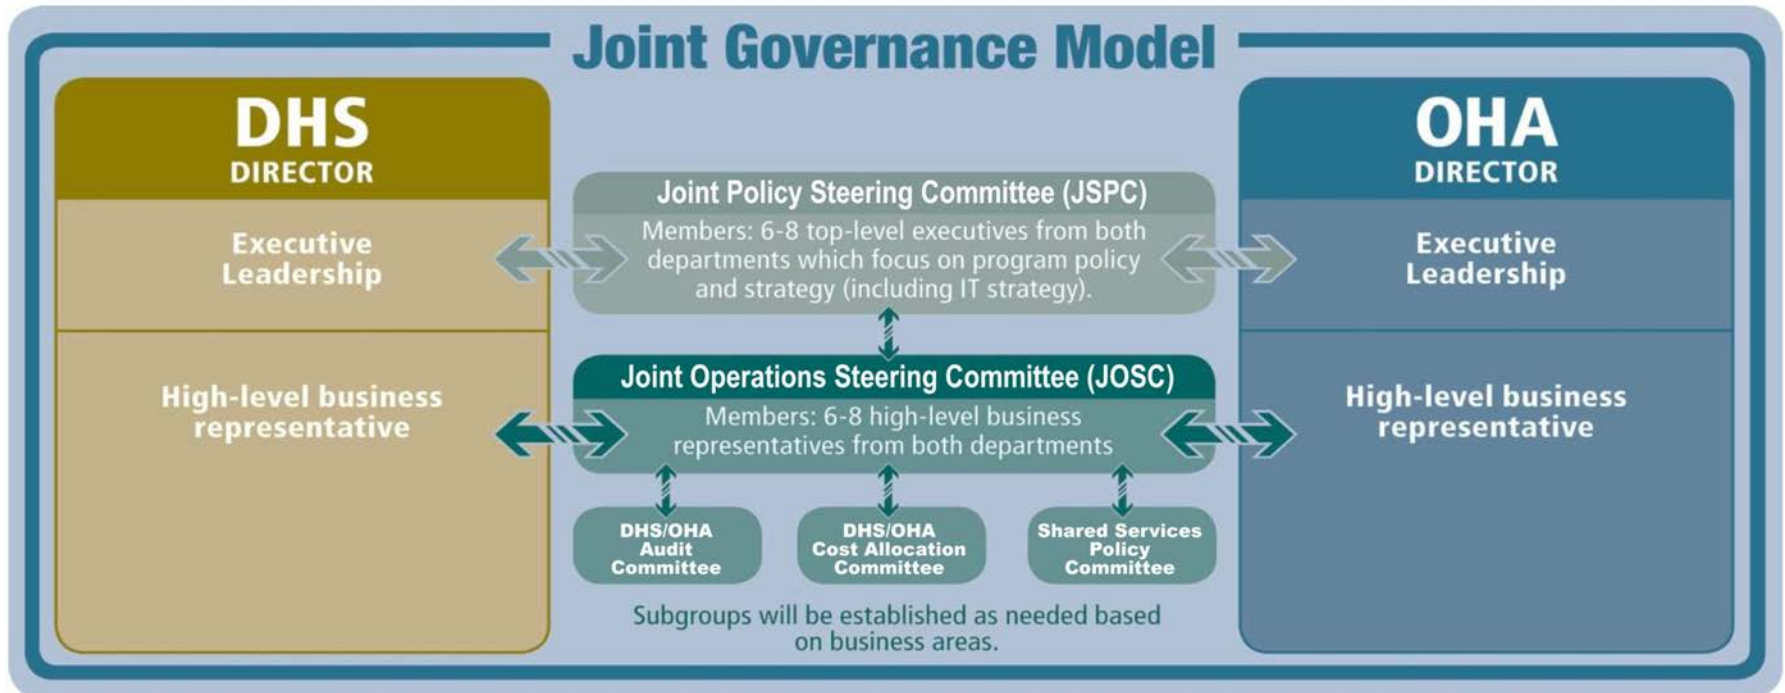 Joint Governance Model
DHS
DIRECTOR
Executive
Leadership
High-level business
representative
Joint Policy Steering Committee (JSPC)
Members: 6-8 top-level executives from both
departments which focus on program policy
and strategy (including IT strategy).
Joint Operations Steering Committee (JOSC)
Members: 6-8 high-level business
representatives from both departments
DHS/OHA
Audit
Committee
DHS/OHA
Cost Allocation
Committee
Shared Services
Policy
Committee
Subgroups will be established as needed based
on business areas.
OHA
DIRECTOR
Executive
Leadership
High-level business
representative